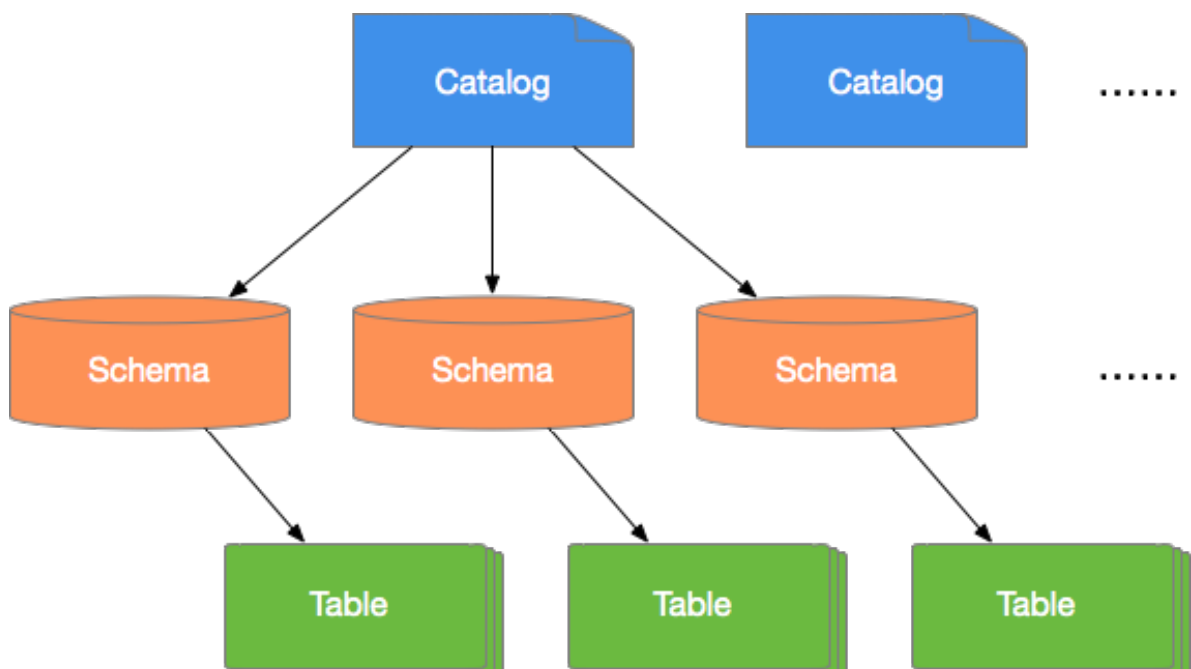 Catalog
Catalog
......
Schema
Schema
Schema
......
Table
Table
Table